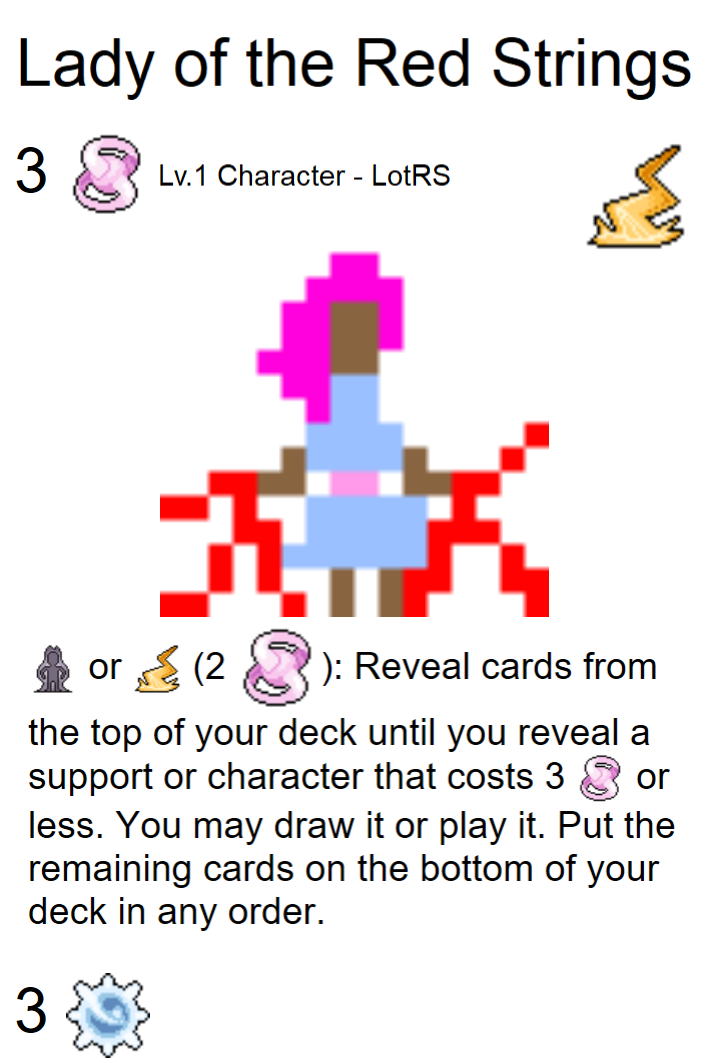 Lady of the Red Strings
3 Lv.1 Character - LotRS
or (2 ): Reveal cards from
the top of your deck until you reveal a
support or character that costs 3 or
less. You may draw it or play it. Put the
remaining cards on the bottom of your
deck in any order.
3